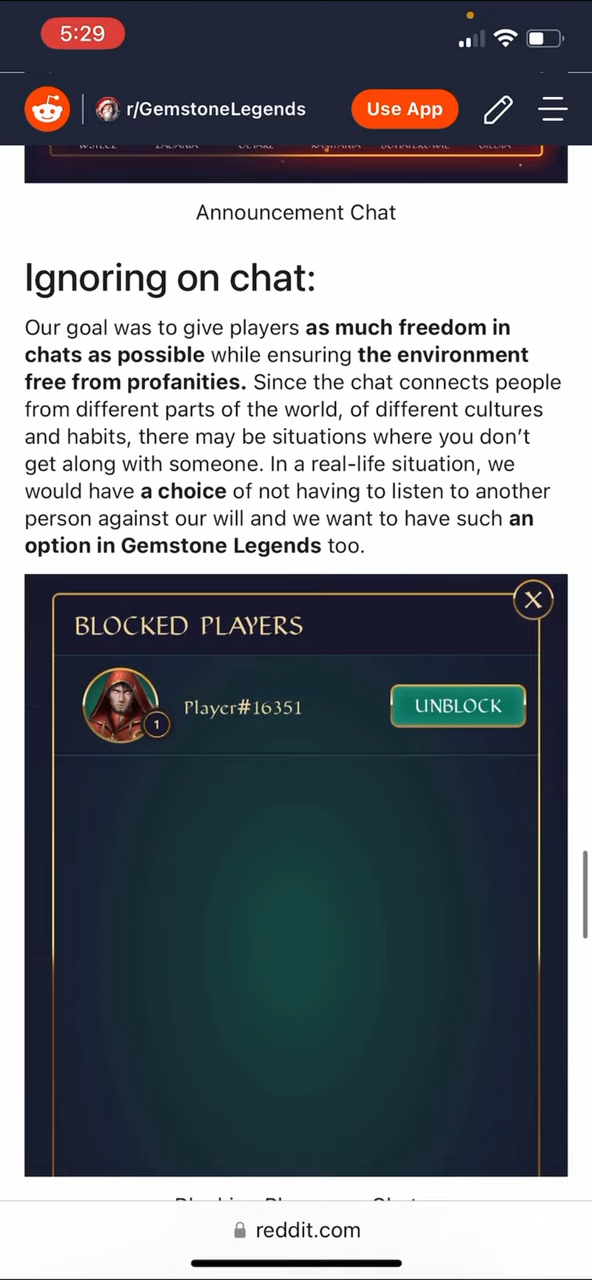 5:29
r/GemstoneLegends
Use App
Announcement Chat
Ignoring on chat:
Our goal was to give players as much freedom in
chats as possible while ensuring the environment
free from profanities. Since the chat connects people
from different parts of the world, of different cultures
and habits, there may be situations where you don’t
get along with someone. In a real-life situation, we
would have a choice of not having to listen to another
person against our will and we want to have such an
option in Gemstone Legends too.
X
BLOCKED PLAYERS
Player#16351
1
UNBLOCK
reddit.com